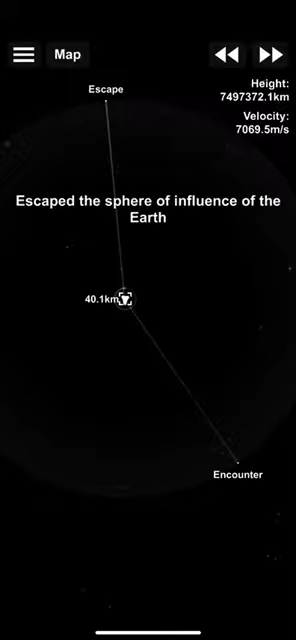 Map
Height:
7497372.1km
Velocity:
7069.5m/s
Escape
Escaped the sphere of influence of the
Earth
40.1km
Encounter